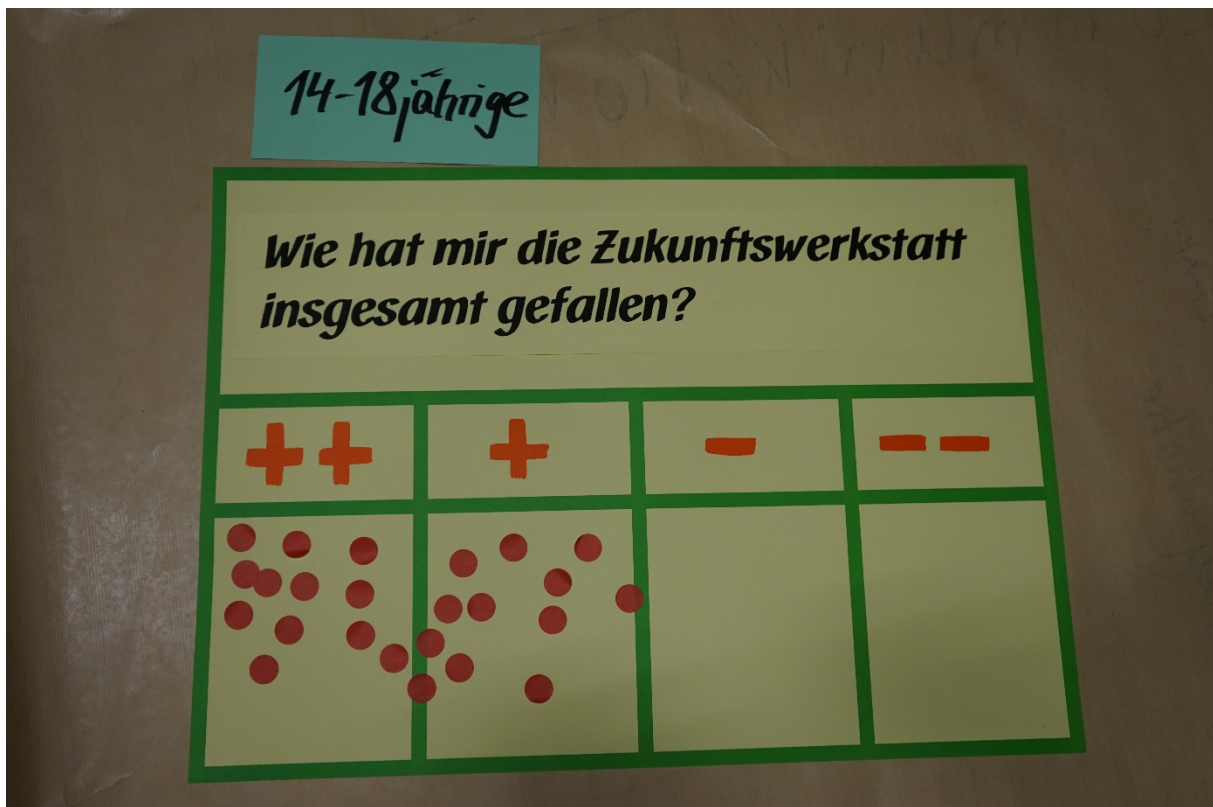 14-18jährige
Wie hat mir die Zukunftswerkstatt
insgesamt gefallen?
++ + - --